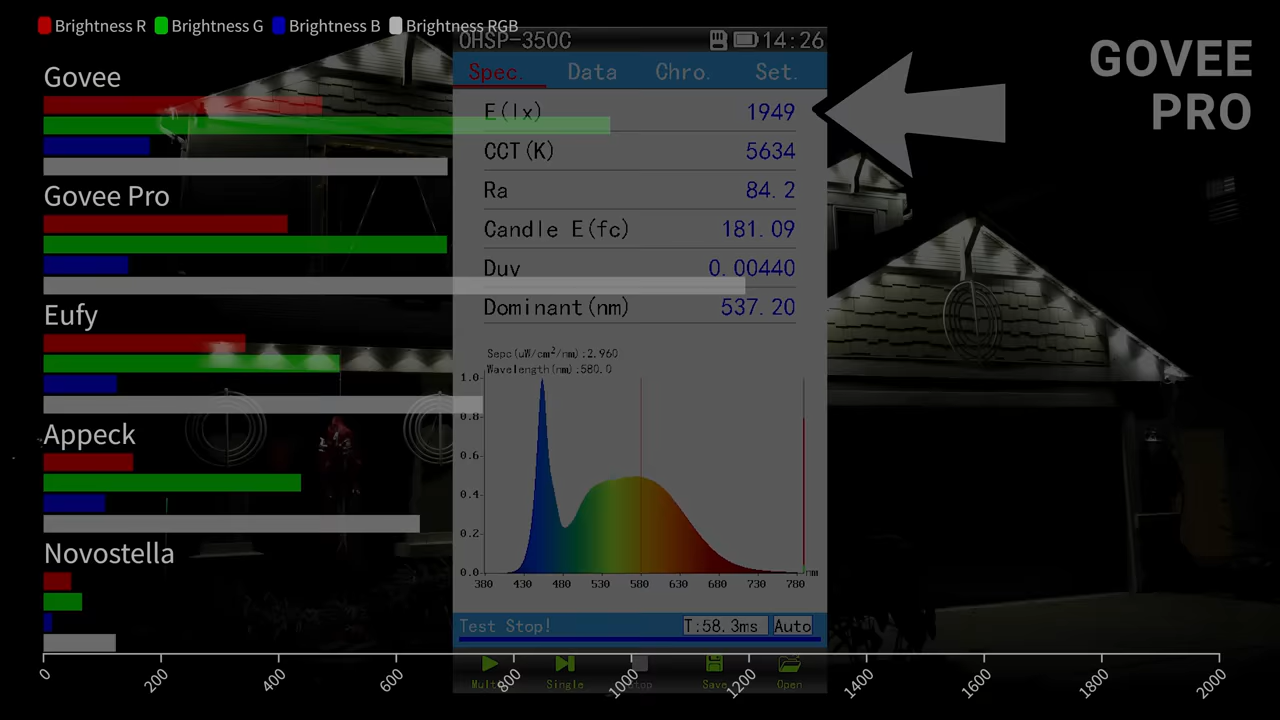 Brightness R Brightness G Brightness B Brightness RGB
OHSP-350C 14:26
GOVEE
PRO
Spec. Data Chro. Set.
Govee
E(lx) 1949
CCT(K) 5634
Ra 84.2
Govee Pro
Candle E(fc) 181.09
Duv 0.00440
Dominant(nm) 537.20
Eufy
Sepc(uW/cm²/nm):2.960
Wavelength(nm):580.0
1.0
0.8
0.6
0.4
0.2
0.0
380 430 480 530 580 630 680 730 780 nm
Appeck
Novostella
Test Stop! T:58.3ms Auto
Single Save Open
0 200 400 600 800 1000 1200 1400 1600 1800 2000